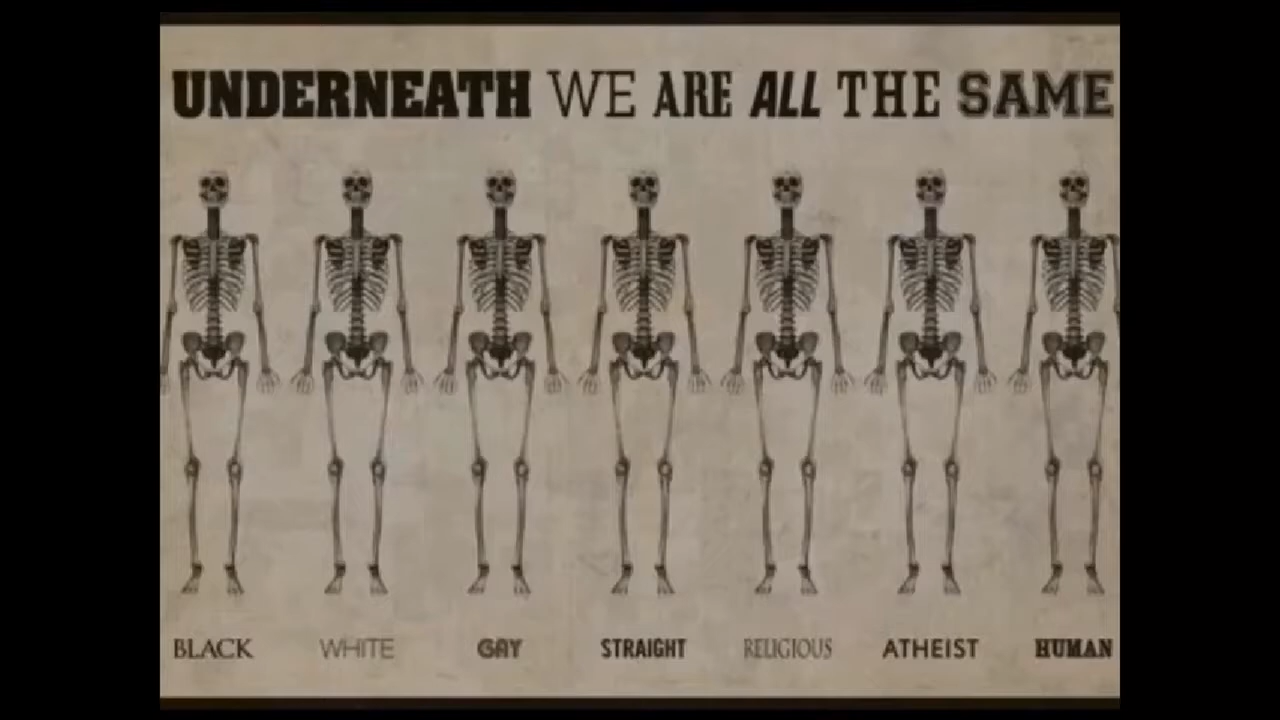 UNDERNEATH WE ARE ALL THE SAME
BLACK WHITE GAY STRAIGHT RELIGIOUS ATHEIST HUMAN